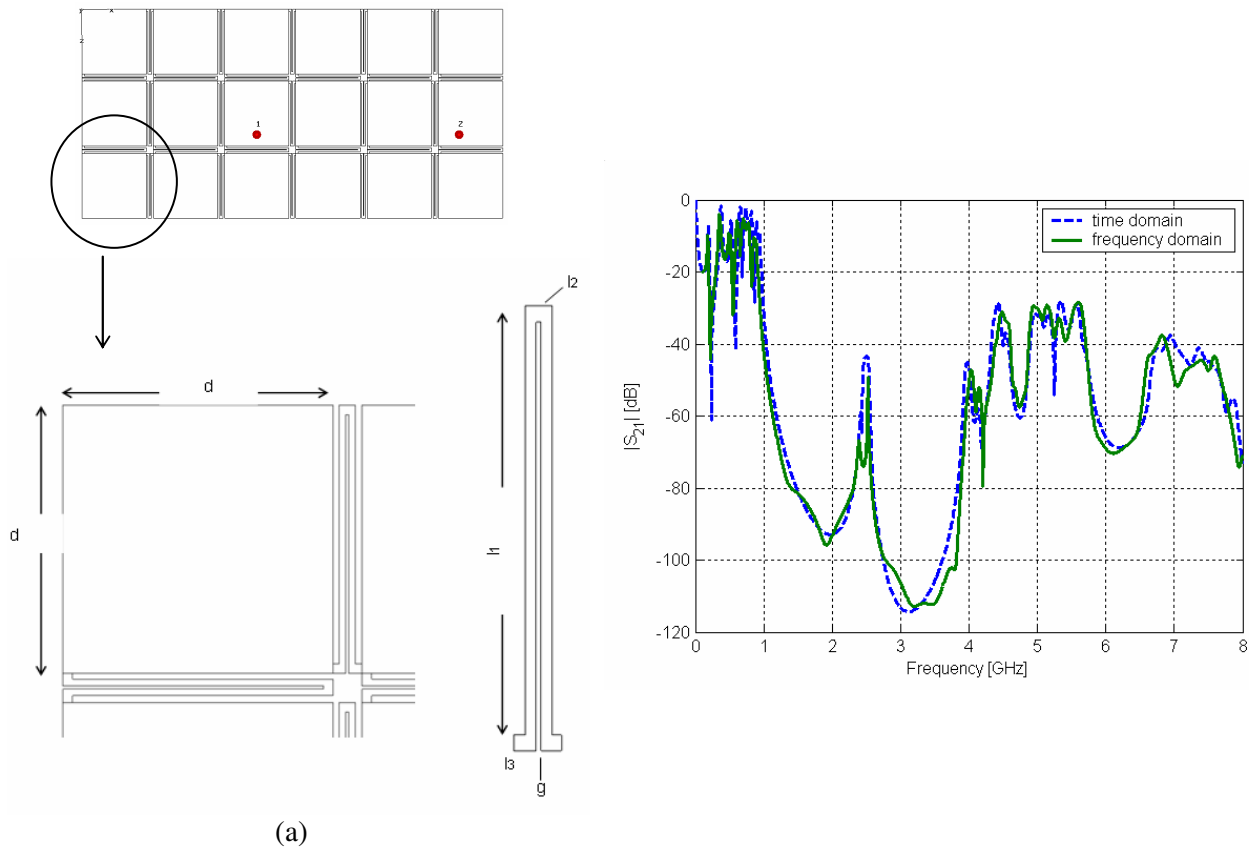 x
z
1
2
d
d
l2
l1
l3
g
(a)
time domain
frequency domain
|S21| [dB]
0
-20
-40
-60
-80
-100
-120
0 1 2 3 4 5 6 7 8
Frequency [GHz]